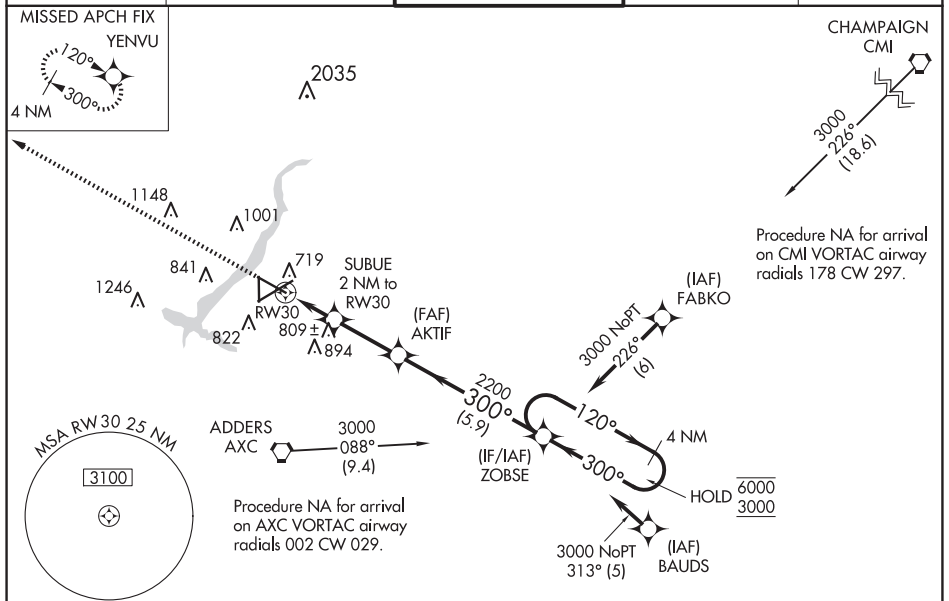 MISSED APCH FIX
YENVU
120°
300°
4 NM
2035
CHAMPAIGN
CMI
3000
226°
(18.6)
Procedure NA for arrival
on CMI VORTAC airway
radials 178 CW 297.
1148
1001
841
719
1246
RW30
822
809±
894
SUBUE
2 NM to
RW30
(FAF)
AKTIF
(IAF)
FABKO
3000 NoPT
226°
(6)
2200
300°
(5.9)
120°
4 NM
300°
(IF/IAF)
ZOBSE
HOLD 6000
3000
3000 NoPT
313° (5)
(IAF)
BAUDS
ADDERS
AXC
3000
088°
(9.4)
Procedure NA for arrival
on AXC VORTAC airway
radials 002 CW 029.
MSA RW30 25 NM
3100